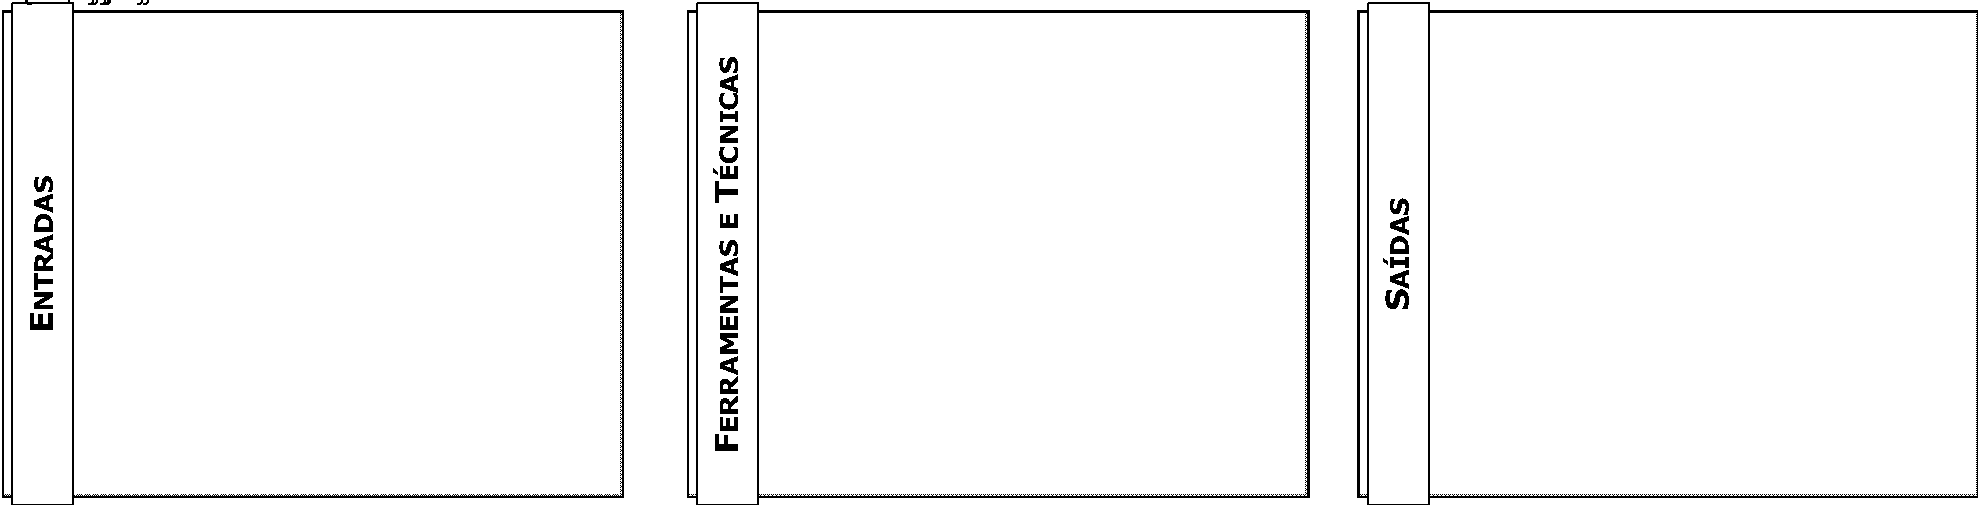 ENTRADAS
FERRAMENTAS E TÉCNICAS
SAÍDAS